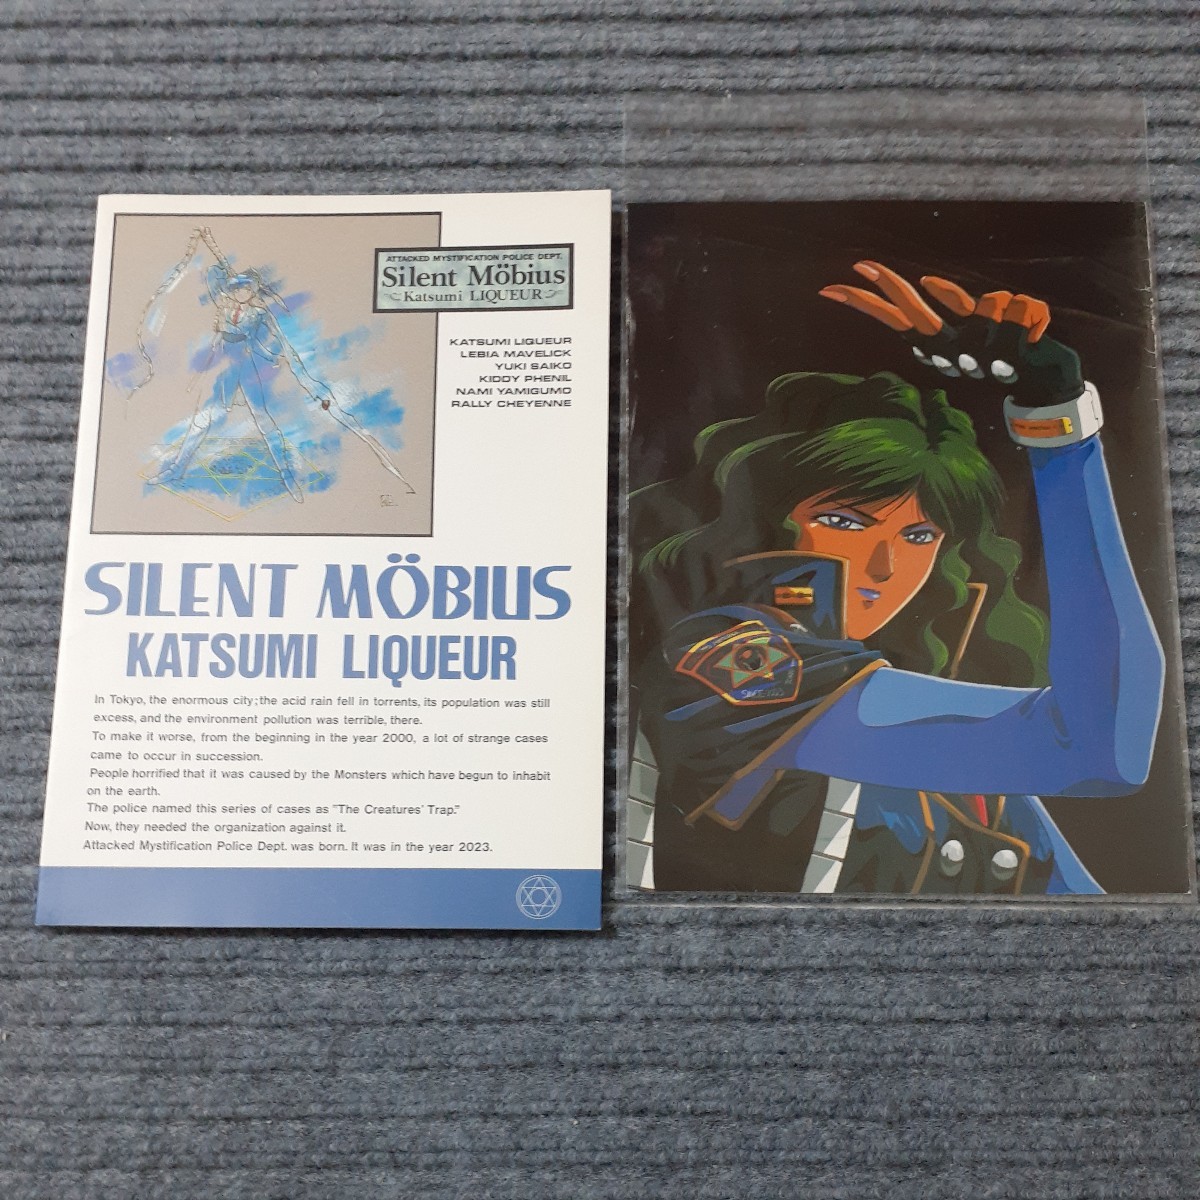 ATTACKED MYSTIFICATION POLICE DEPT.
Silent Möbius
Katsumi LIQUEUR
KATSUMI LIQUEUR
LEBIA MAVELICK
YUKI SAIKO
KIDDY PHENIL
NAMI YAMIGUMO
RALLY CHEYENNE
SILENT MÖBIUS
KATSUMI LIQUEUR
In Tokyo, the enormous city; the acid rain fell in torrents, its population was still
excess, and the environment pollution was terrible, there.
To make it worse, from the beginning in the year 2000, a lot of strange cases
came to occur in succession.
People horrified that it was caused by the Monsters which have begun to inhabit
on the earth.
The police named this series of cases as "The Creatures' Trap."
Now, they needed the organization against it.
Attacked Mystification Police Dept. was born. It was in the year 2023.